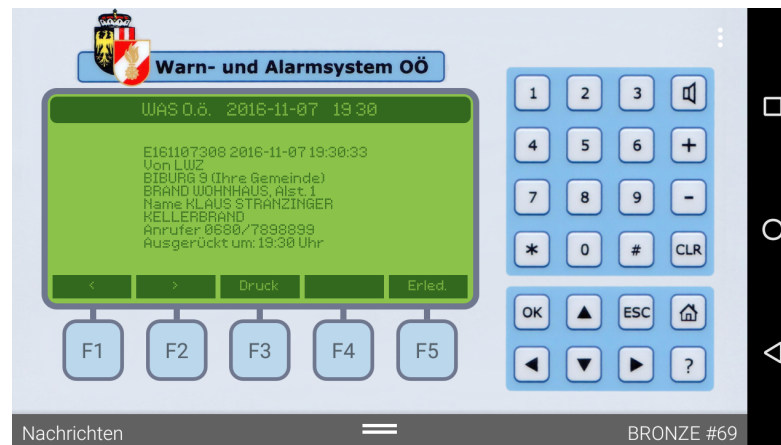 Warn- und Alarmsystem OÖ
WAS O.ö. 2016-11-07 19 30
E161107308 2016-11-07 19:30:33
Von LWZ
BIBURG 9 (Ihre Gemeinde)
BRAND WOHNHAUS, Alst. 1
Name KLAUS STRANZINGER
KELLERBRAND
Anrufer 0680/7898899
Ausgerückt um: 19:30 Uhr
< > Druck Erled.
F1 F2 F3 F4 F5
1 2 3
4 5 6 +
7 8 9 -
* 0 # CLR
OK ▲ ESC
◀ ▼ ▶ ?
Nachrichten
BRONZE #69